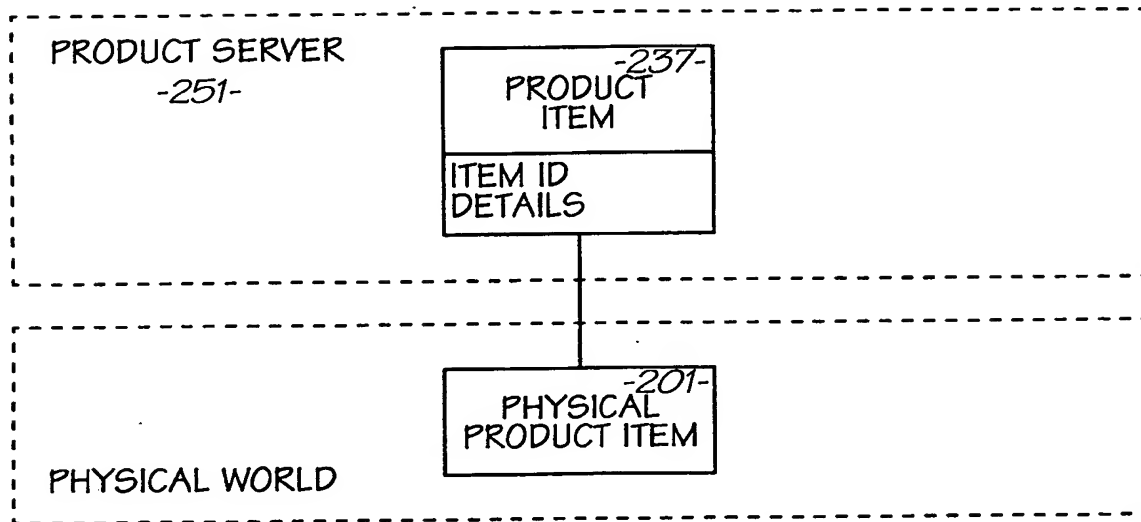 PRODUCT SERVER
-251-
-237-
PRODUCT
ITEM
ITEM ID
DETAILS
-201-
PHYSICAL
PRODUCT ITEM
PHYSICAL WORLD